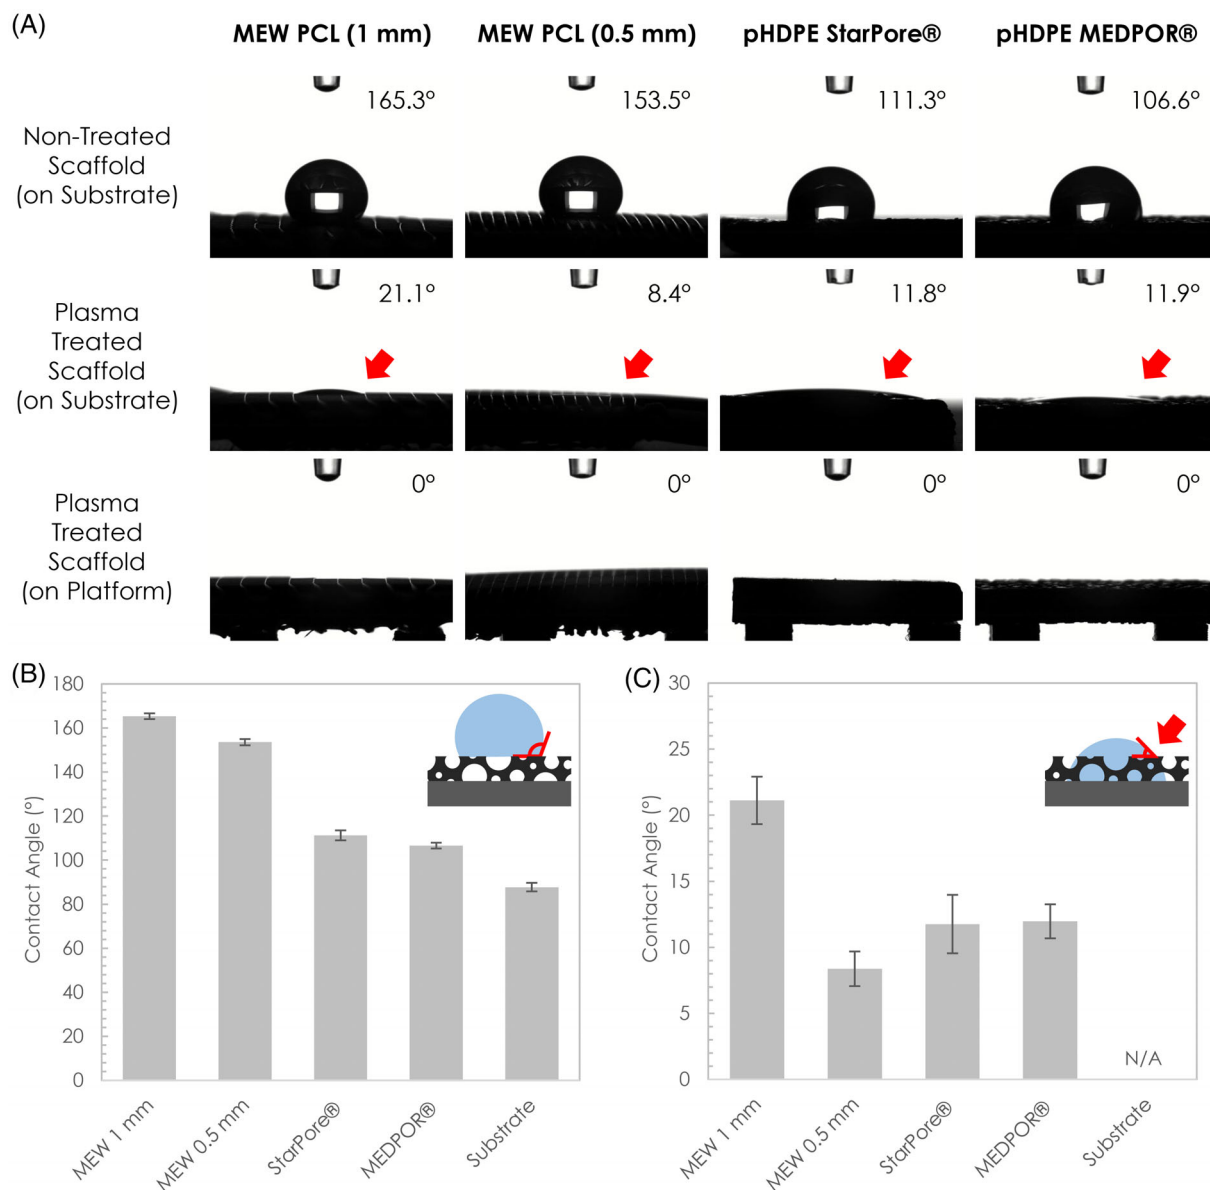 (A)
MEW PCL (1 mm) MEW PCL (0.5 mm) pHDPE StarPore® pHDPE MEDPOR®
Non-Treated
Scaffold
(on Substrate)
165.3° 153.5° 111.3° 106.6°
Plasma
Treated
Scaffold
(on Substrate)
21.1° 8.4° 11.8° 11.9°
Plasma
Treated
Scaffold
(on Platform)
0° 0° 0° 0°
(B)
Contact Angle (°)
180
160
140
120
100
80
60
40
20
0
MEW 1 mm
MEW 0.5 mm
StarPore®
MEDPOR®
Substrate
(C)
Contact Angle (°)
30
25
20
15
10
5
0
N/A
MEW 1 mm
MEW 0.5 mm
StarPore®
MEDPOR®
Substrate